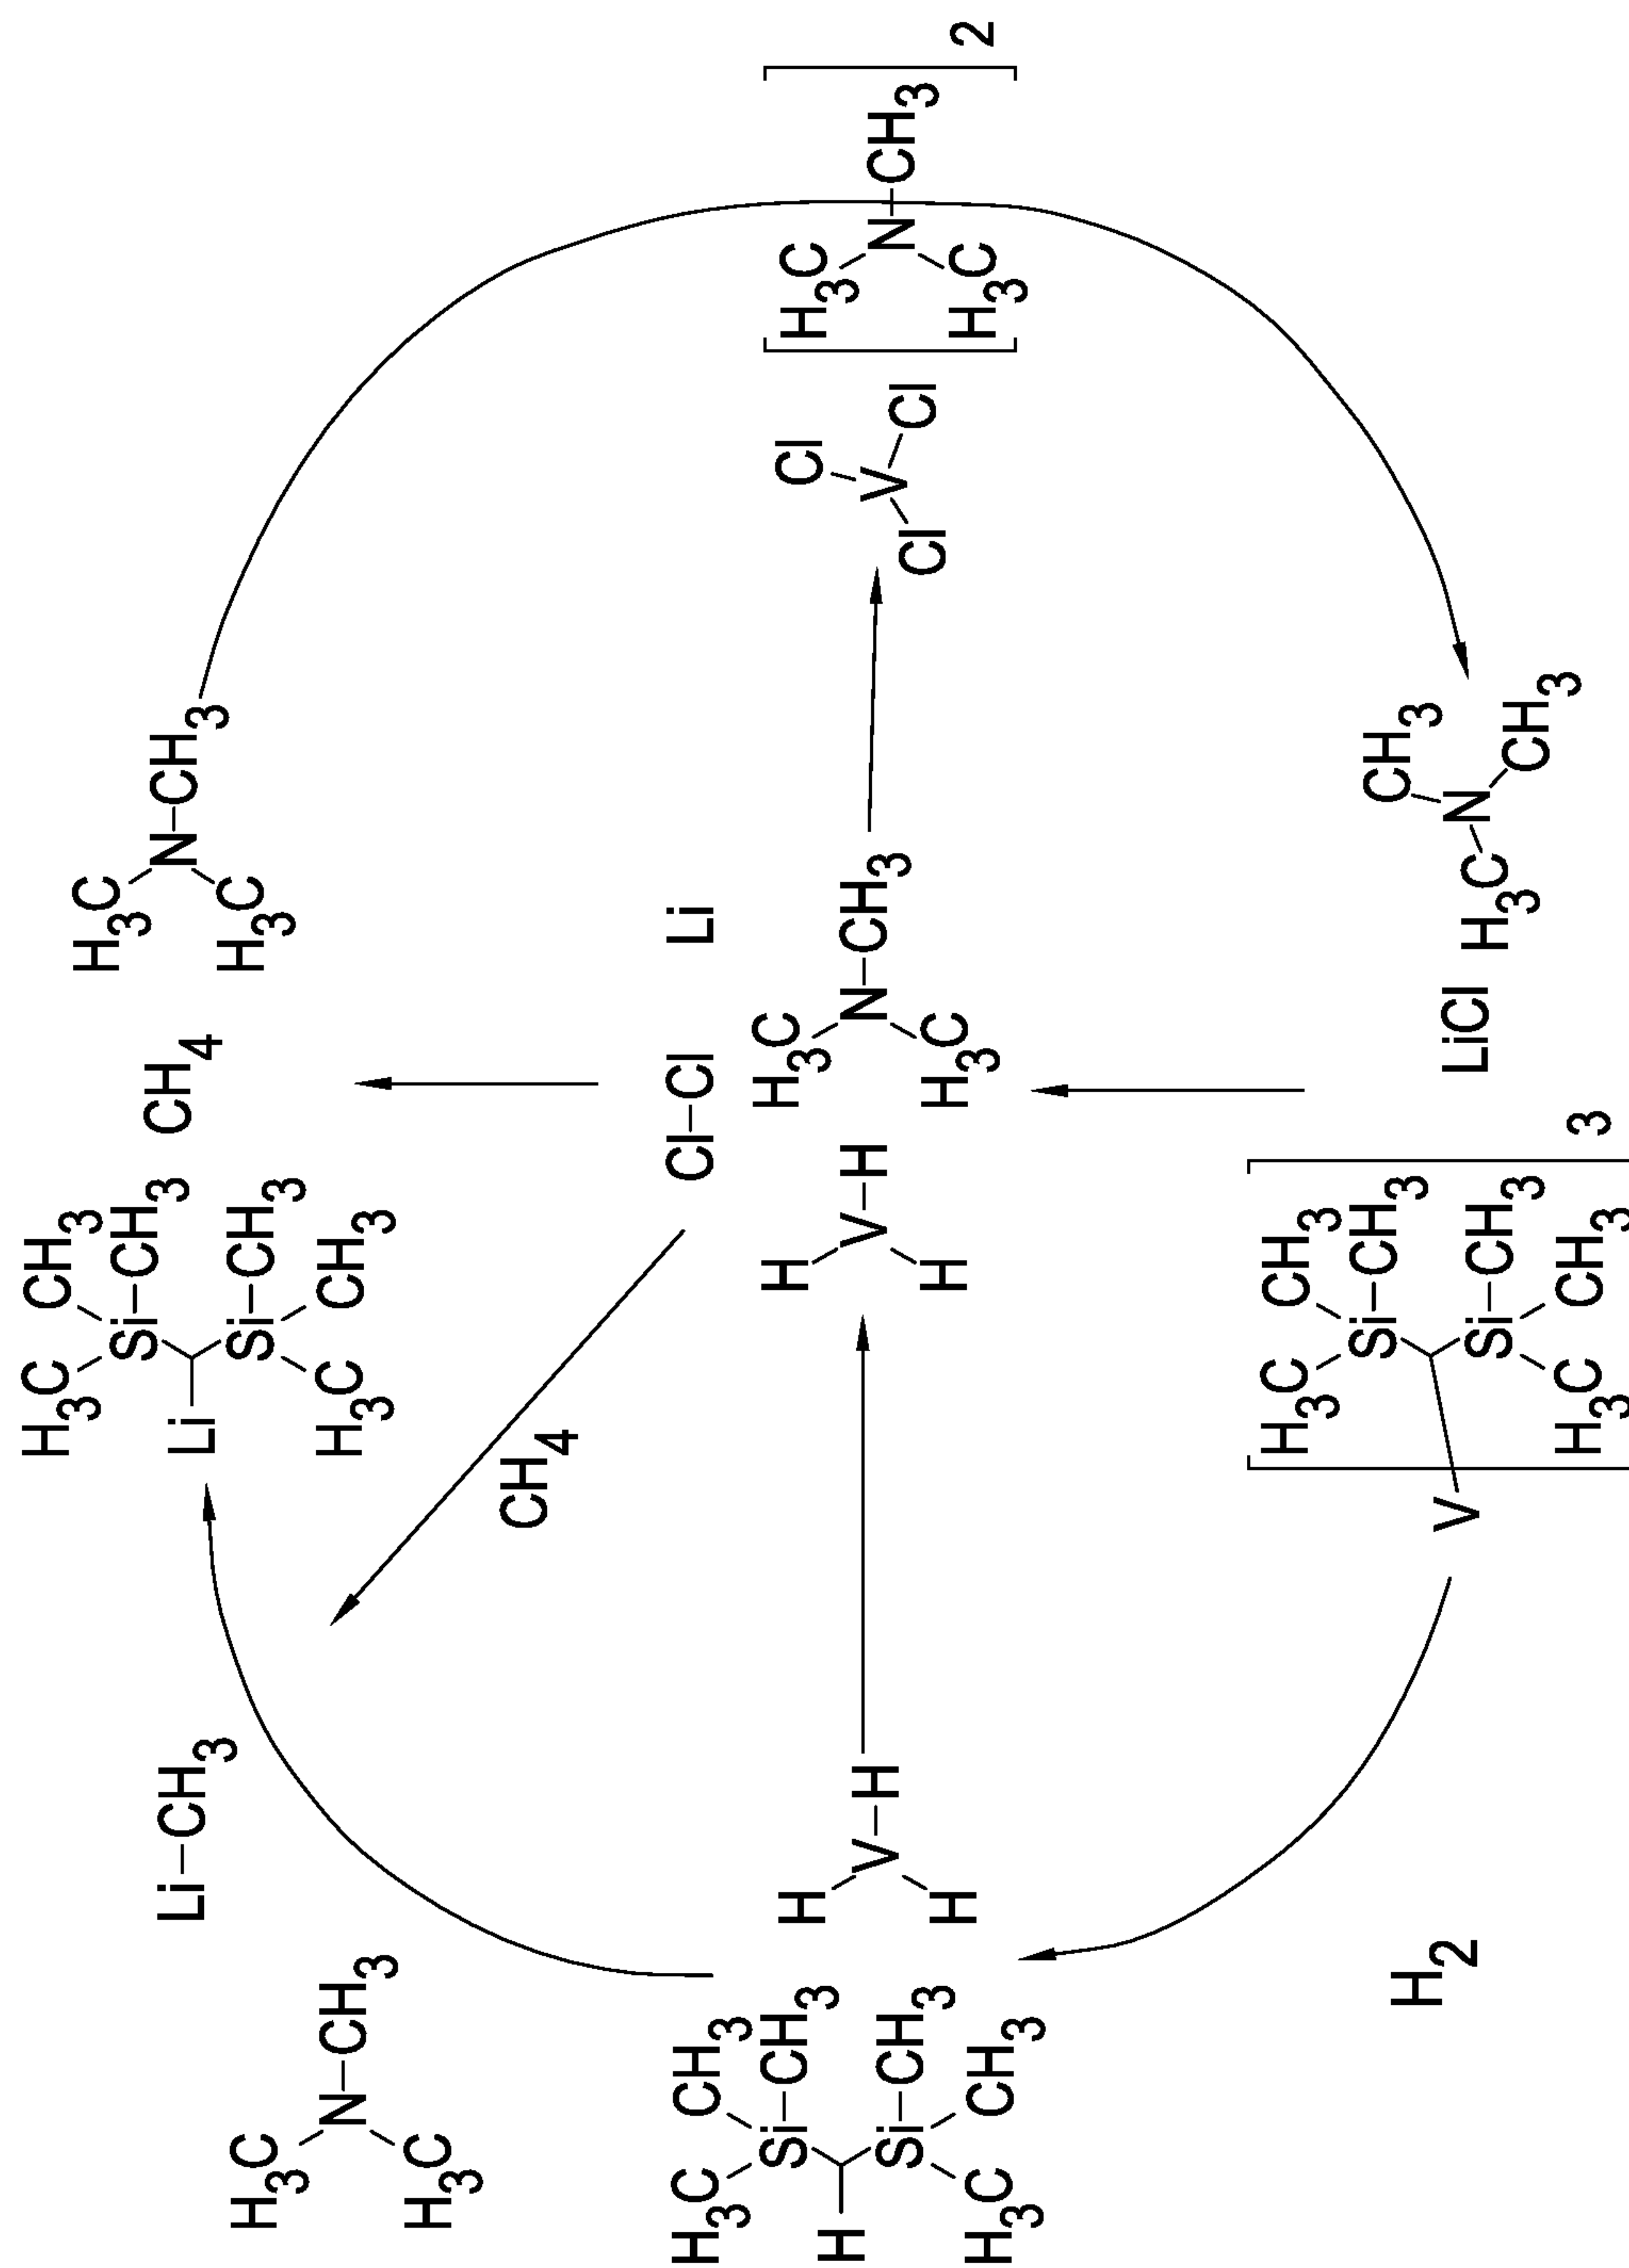 H3C CH3
H3C
Si–CH3
Li–CH3 Li CH4 N–CH3
H3C Si–CH3 H3C
N–CH3 H3C CH3
H3C
CH4
H3C CH3 Cl–Cl Li
Si–CH3 H H H3C Cl H3C
H V–H V–H N–CH3 V N–CH3
Si–CH3 H H H3C Cl Cl H3C 2
H3C CH3
H3C CH3
Si–CH3 CH3
H2 V LiCl N
Si–CH3 H3C CH3
H3C CH3 3